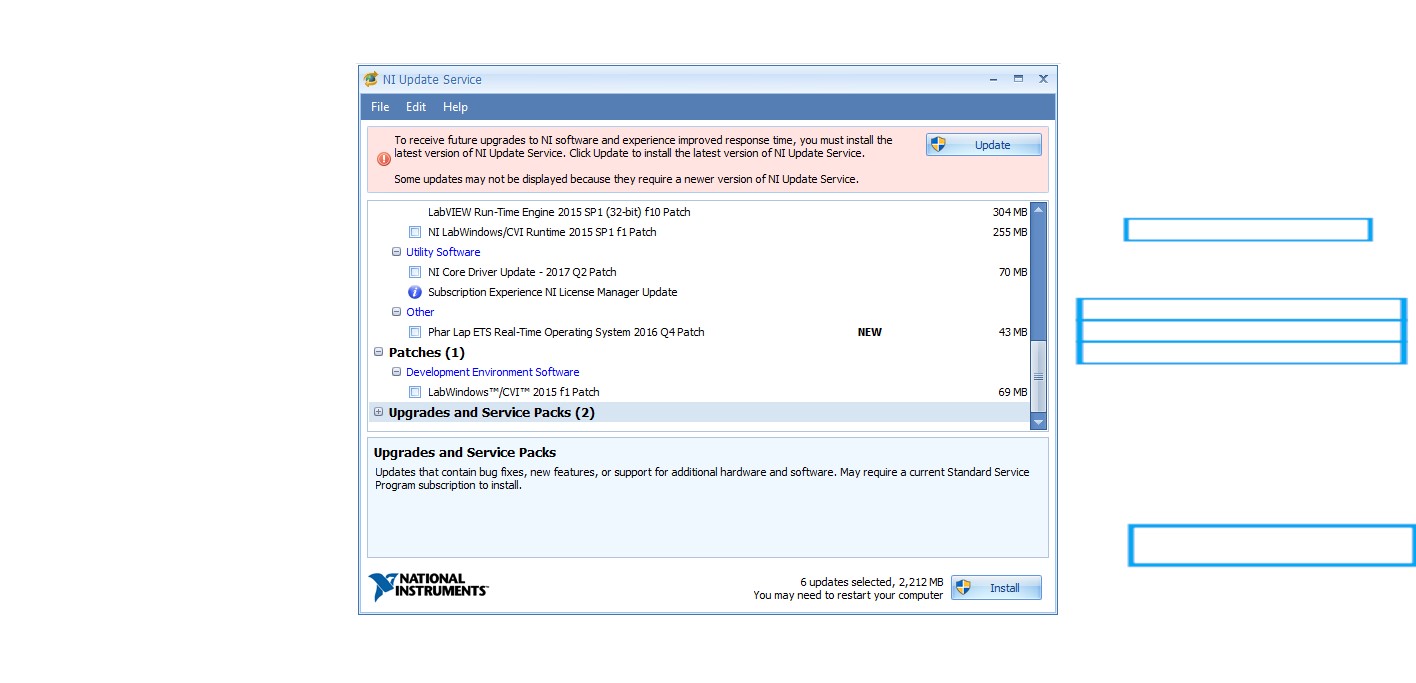 NI Update Service
File Edit Help
To receive future upgrades to NI software and experience improved response time, you must install the
latest version of NI Update Service. Click Update to install the latest version of NI Update Service.
Update
Some updates may not be displayed because they require a newer version of NI Update Service.
LabVIEW Run-Time Engine 2015 SP1 (32-bit) f10 Patch 304 MB
NI LabWindows/CVI Runtime 2015 SP1 f1 Patch 255 MB
Utility Software
NI Core Driver Update - 2017 Q2 Patch 70 MB
Subscription Experience NI License Manager Update
Other
Phar Lap ETS Real-Time Operating System 2016 Q4 Patch NEW 43 MB
Patches (1)
Development Environment Software
LabWindows™/CVI™ 2015 f1 Patch 69 MB
Upgrades and Service Packs (2)
Upgrades and Service Packs
Updates that contain bug fixes, new features, or support for additional hardware and software. May require a current Standard Service
Program subscription to install.
NATIONAL
INSTRUMENTS™
6 updates selected, 2,212 MB
You may need to restart your computer
Install